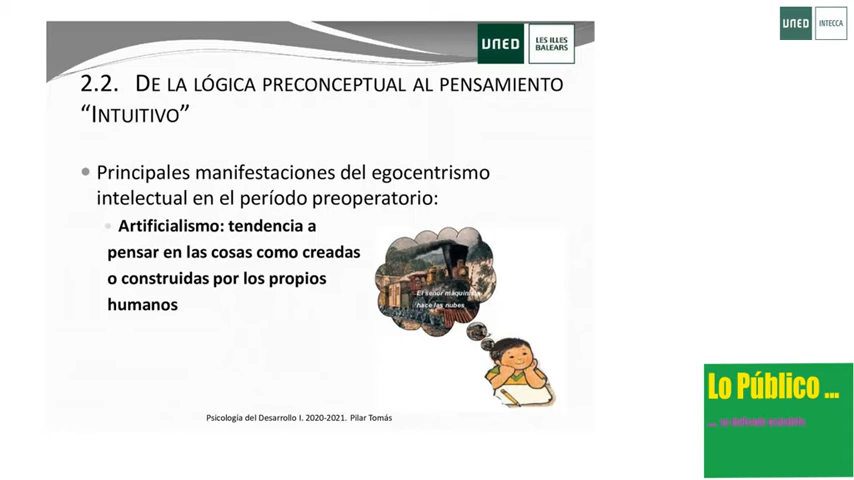 UNED
LES ILLES
BALEARS
UNED
INTECCA
2.2. DE LA LÓGICA PRECONCEPTUAL AL PENSAMIENTO
“INTUITIVO”
Principales manifestaciones del egocentrismo
intelectual en el período preoperatorio:
Artificialismo: tendencia a
pensar en las cosas como creadas
o construidas por los propios
humanos
El señor maquinista
hace las nubes
Lo Público ...
Psicología del Desarrollo I. 2020-2021. Pilar Tomás